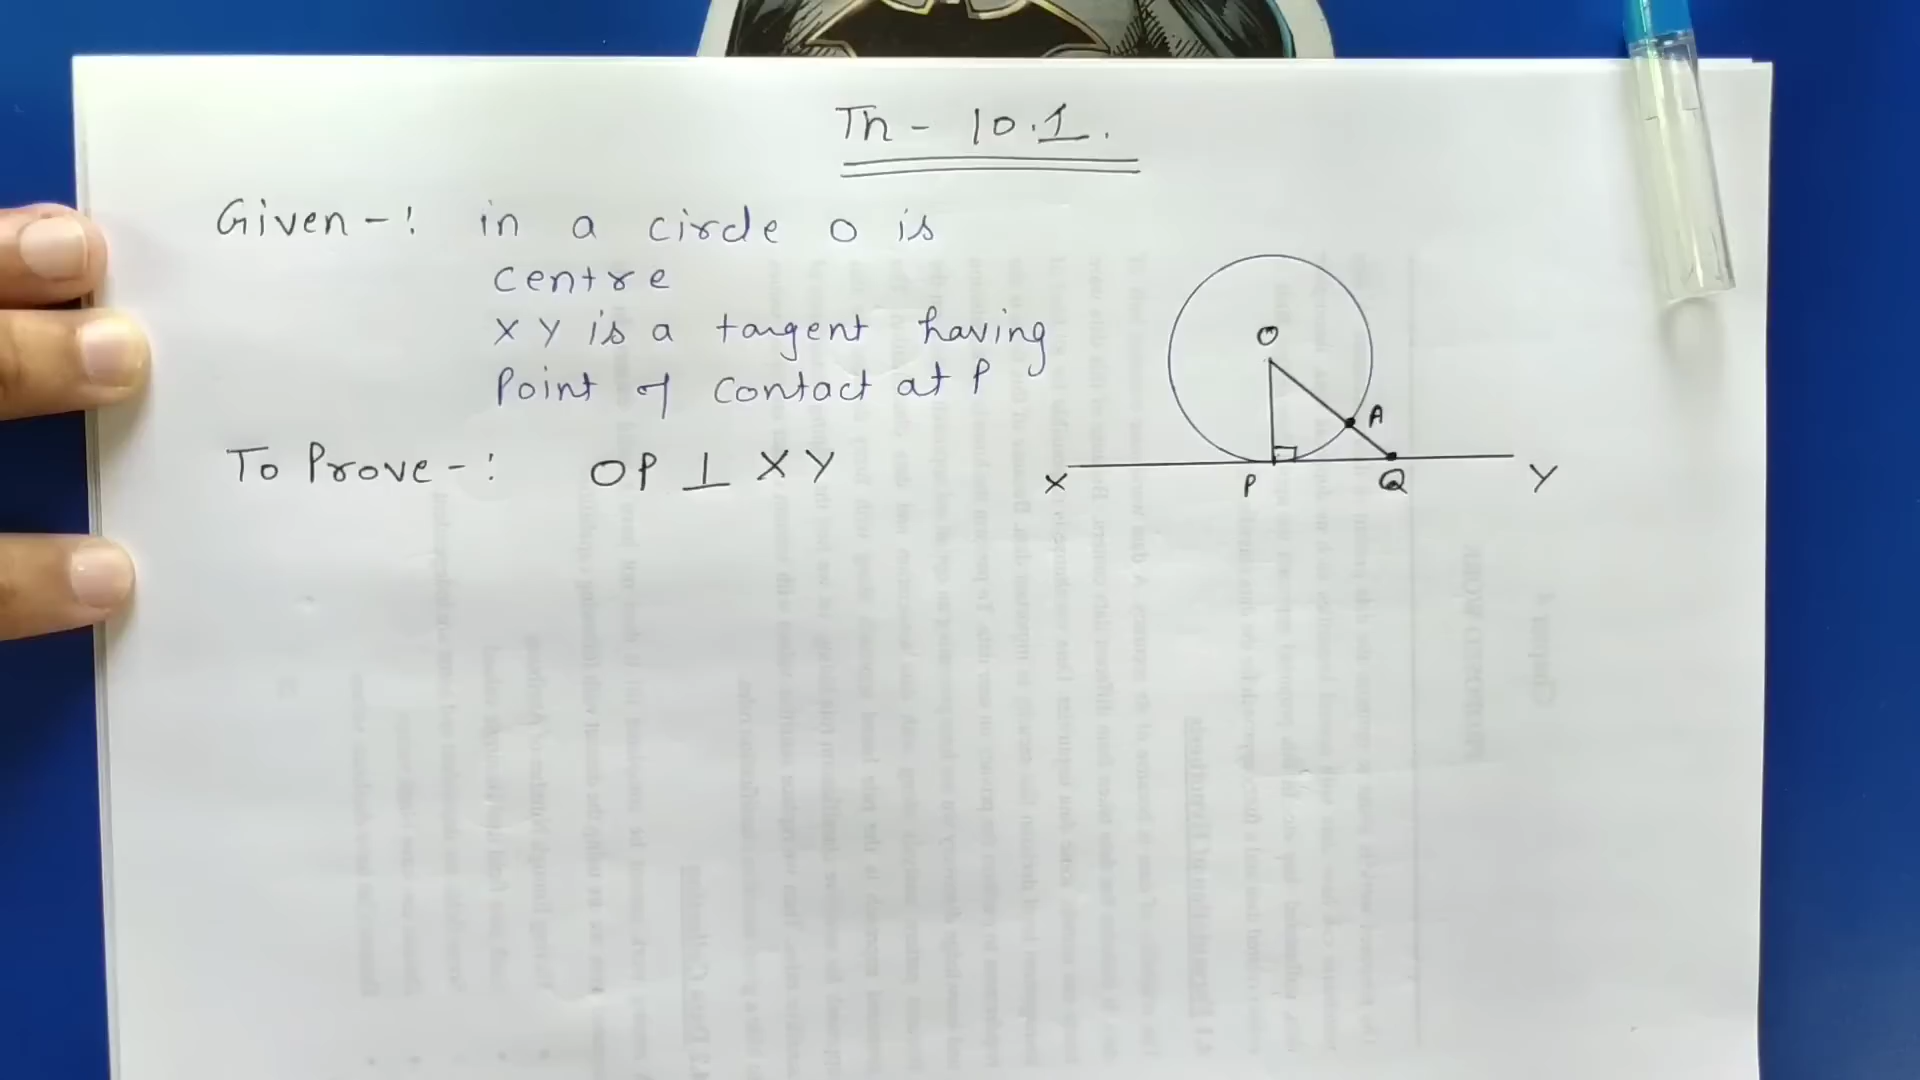 Th - 10.1.
Given -: in a circle O is
centre
XY is a tangent having
Point of contact at P
To Prove -: OP ⊥ XY
O
A
X P Q Y